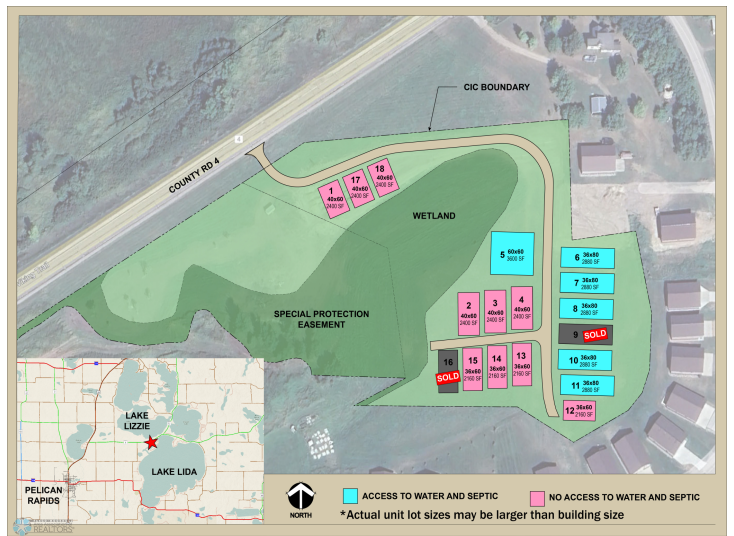 CIC BOUNDARY
4
COUNTY RD 4
1
40x60
2400 SF
17
40x60
2400 SF
18
40x60
2400 SF
WETLAND
5 60x60
3600 SF
6 36x80
2880 SF
7 36x80
2880 SF
8 36x80
2880 SF
9 SOLD
10 36x80
2880 SF
11 36x80
2880 SF
12 36x60
2160 SF
2
40x60
2400 SF
3
40x60
2400 SF
4
40x60
2400 SF
SPECIAL PROTECTION
EASEMENT
16
SOLD
15
36x60
2160 SF
14
36x60
2160 SF
13
36x60
2160 SF
LAKE
LIZZIE
LAKE LIDA
PELICAN
RAPIDS
REALTORS
NORTH
ACCESS TO WATER AND SEPTIC
NO ACCESS TO WATER AND SEPTIC
*Actual unit lot sizes may be larger than building size